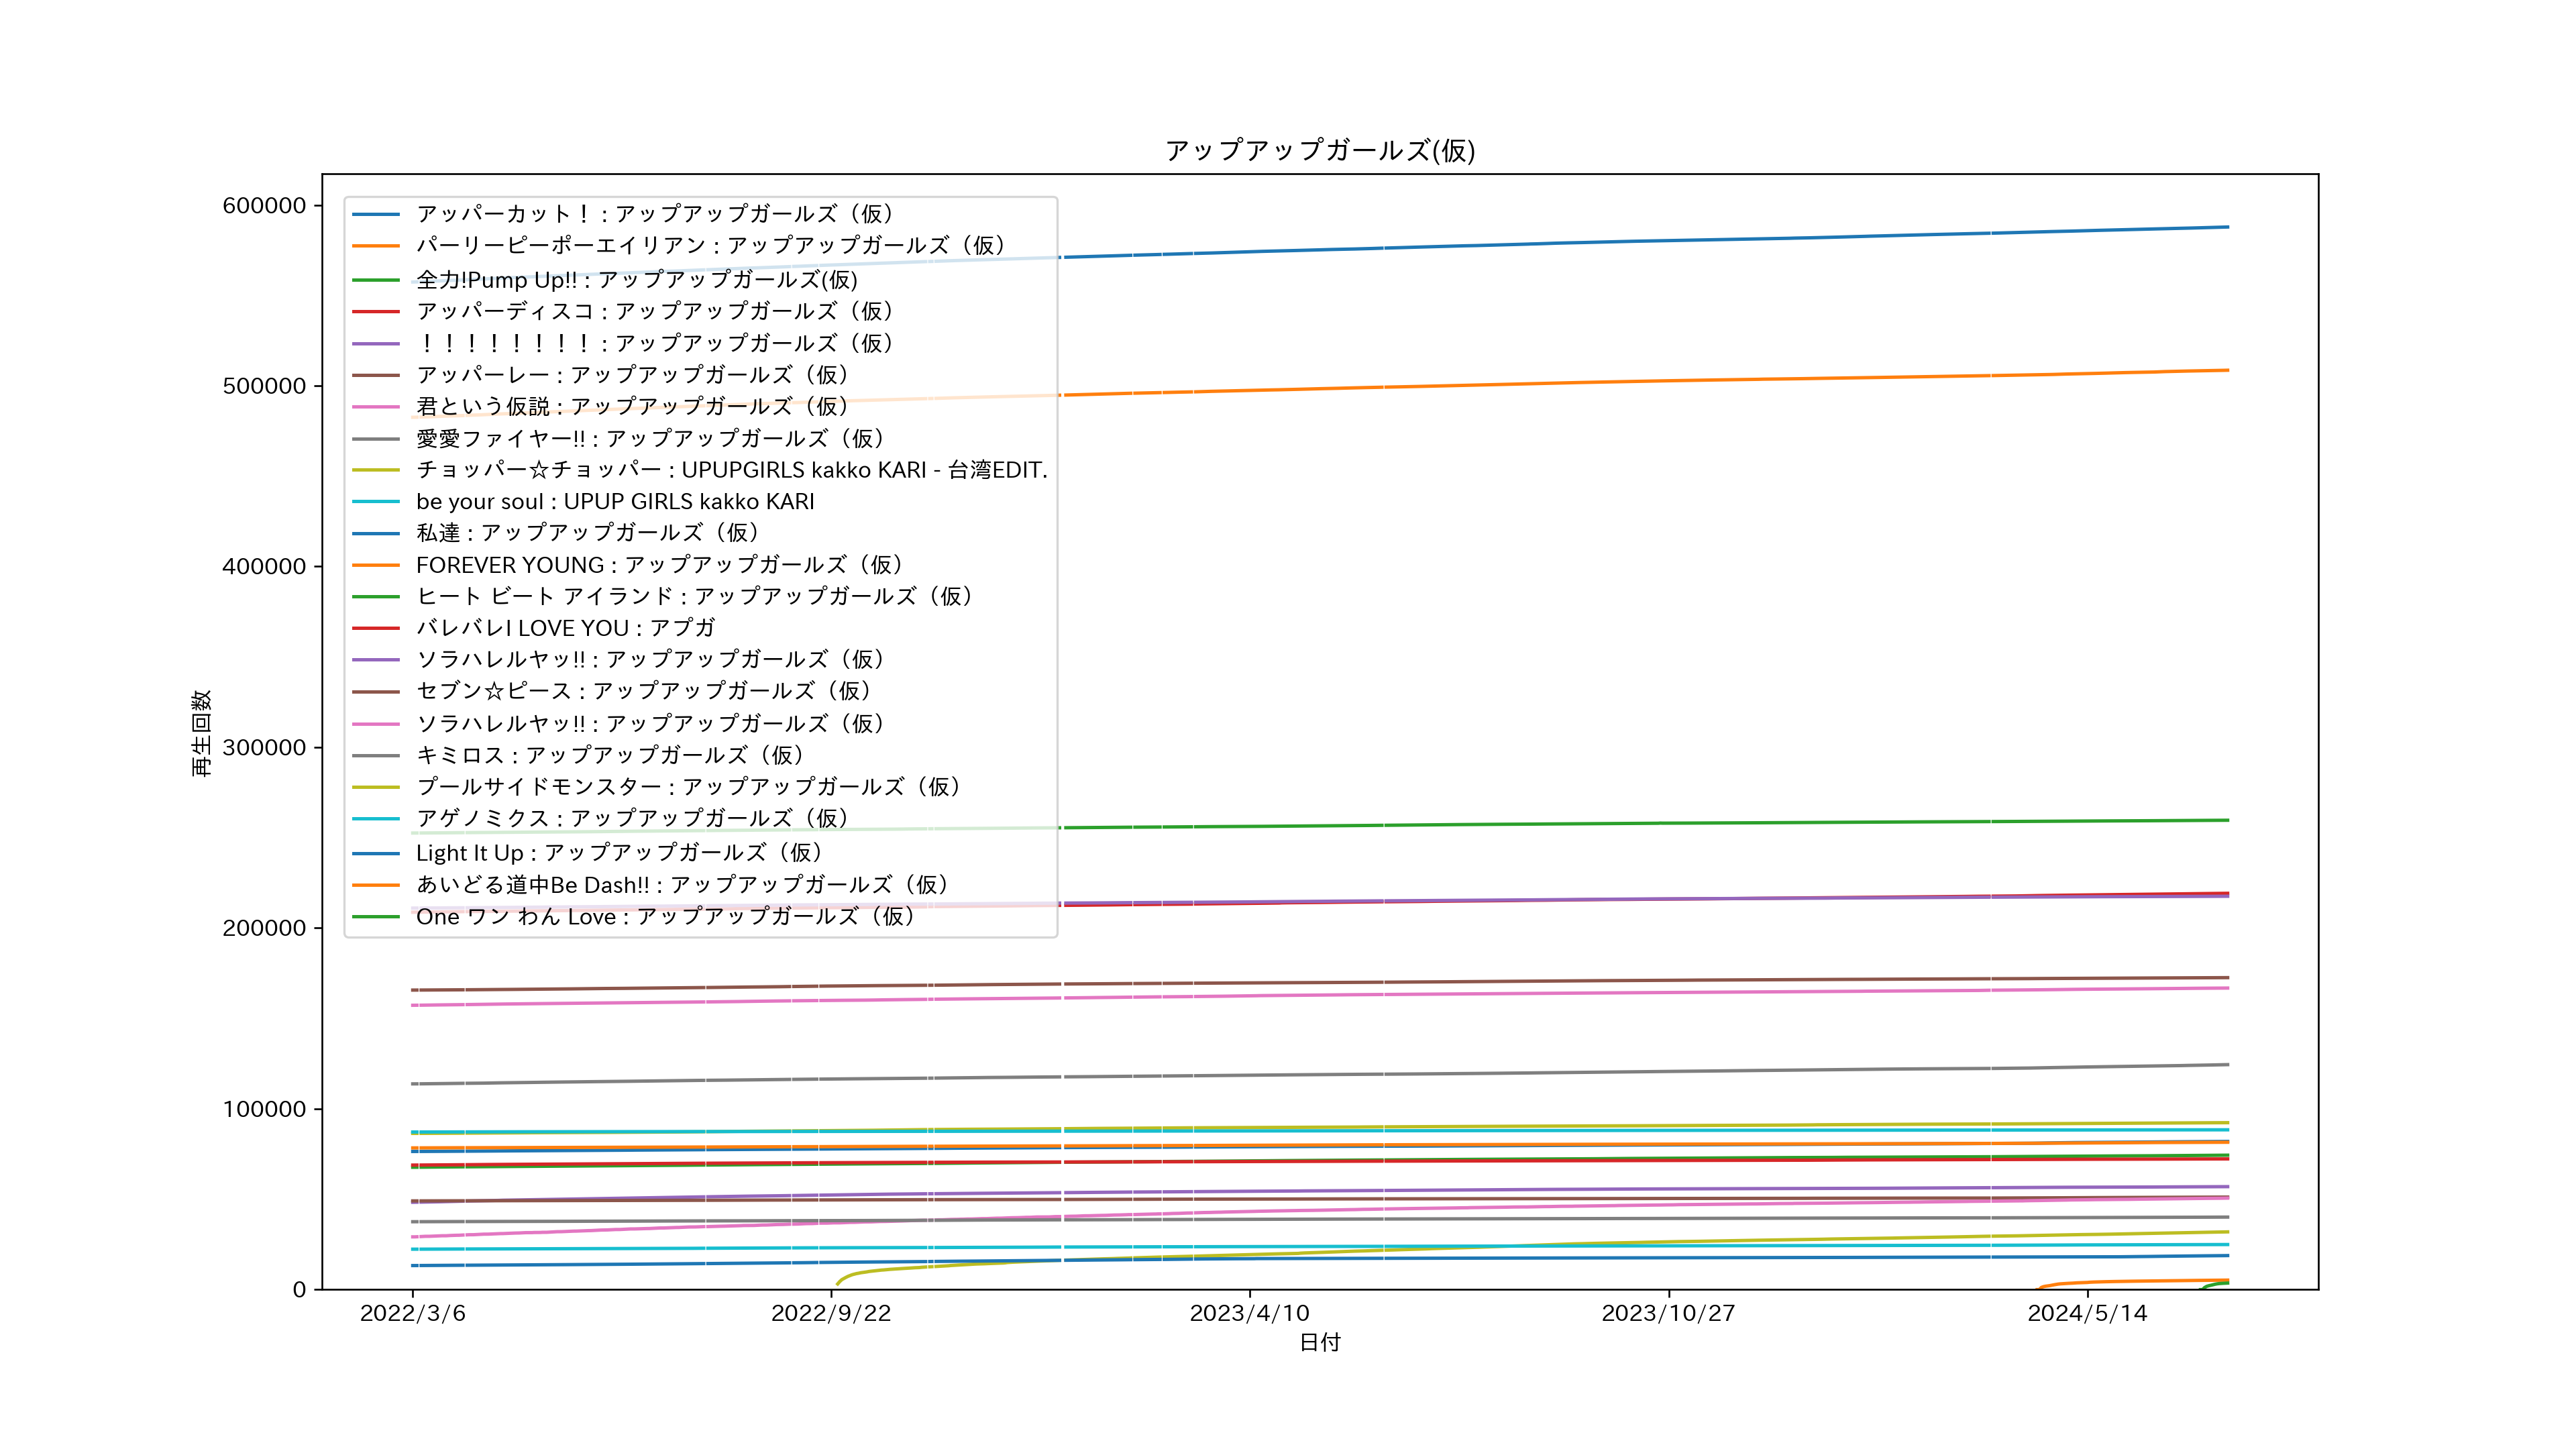 アップアップガールズ(仮)
600000
500000
400000
300000
200000
100000
0
再生回数
アッパーカット！ : アップアップガールズ（仮）
パーリーピーポーエイリアン : アップアップガールズ（仮）
全力!Pump Up!! : アップアップガールズ(仮)
アッパーディスコ : アップアップガールズ（仮）
！！！！！！！！ : アップアップガールズ（仮）
アッパーレー : アップアップガールズ（仮）
君という仮説 : アップアップガールズ（仮）
愛愛ファイヤー!! : アップアップガールズ（仮）
チョッパー☆チョッパー : UPUPGIRLS kakko KARI - 台湾EDIT.
be your soul : UPUP GIRLS kakko KARI
私達 : アップアップガールズ（仮）
FOREVER YOUNG : アップアップガールズ（仮）
ヒート ビート アイランド : アップアップガールズ（仮）
バレバレI LOVE YOU : アプガ
ソラハレルヤッ!! : アップアップガールズ（仮）
セブン☆ピース : アップアップガールズ（仮）
ソラハレルヤッ!! : アップアップガールズ（仮）
キミロス : アップアップガールズ（仮）
プールサイドモンスター : アップアップガールズ（仮）
アゲノミクス : アップアップガールズ（仮）
Light It Up : アップアップガールズ（仮）
あいどる道中Be Dash!! : アップアップガールズ（仮）
One ワン わん Love : アップアップガールズ（仮）
2022/3/6
2022/9/22
2023/4/10
2023/10/27
2024/5/14
日付